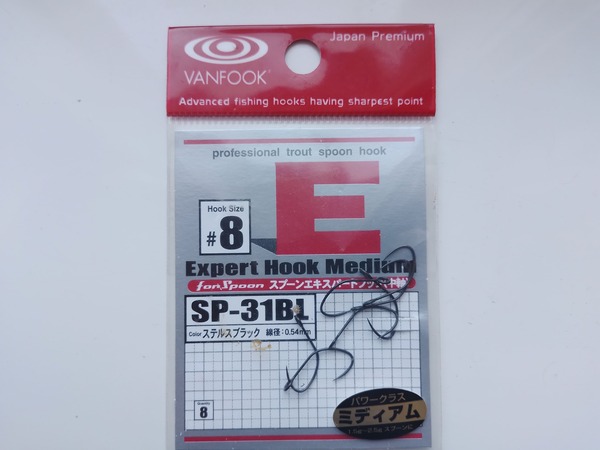 Japan Premium
VANFOOK
Advanced fishing hooks having sharpest point
professional trout spoon hook
E
Hook Size
#8
Expert Hook Medium
for Spoon スプーンエキスパートフック中軸
SP-31BL
Color ステルスブラック 線径:0.54mm
Quantity
8
パワークラス
ミディアム